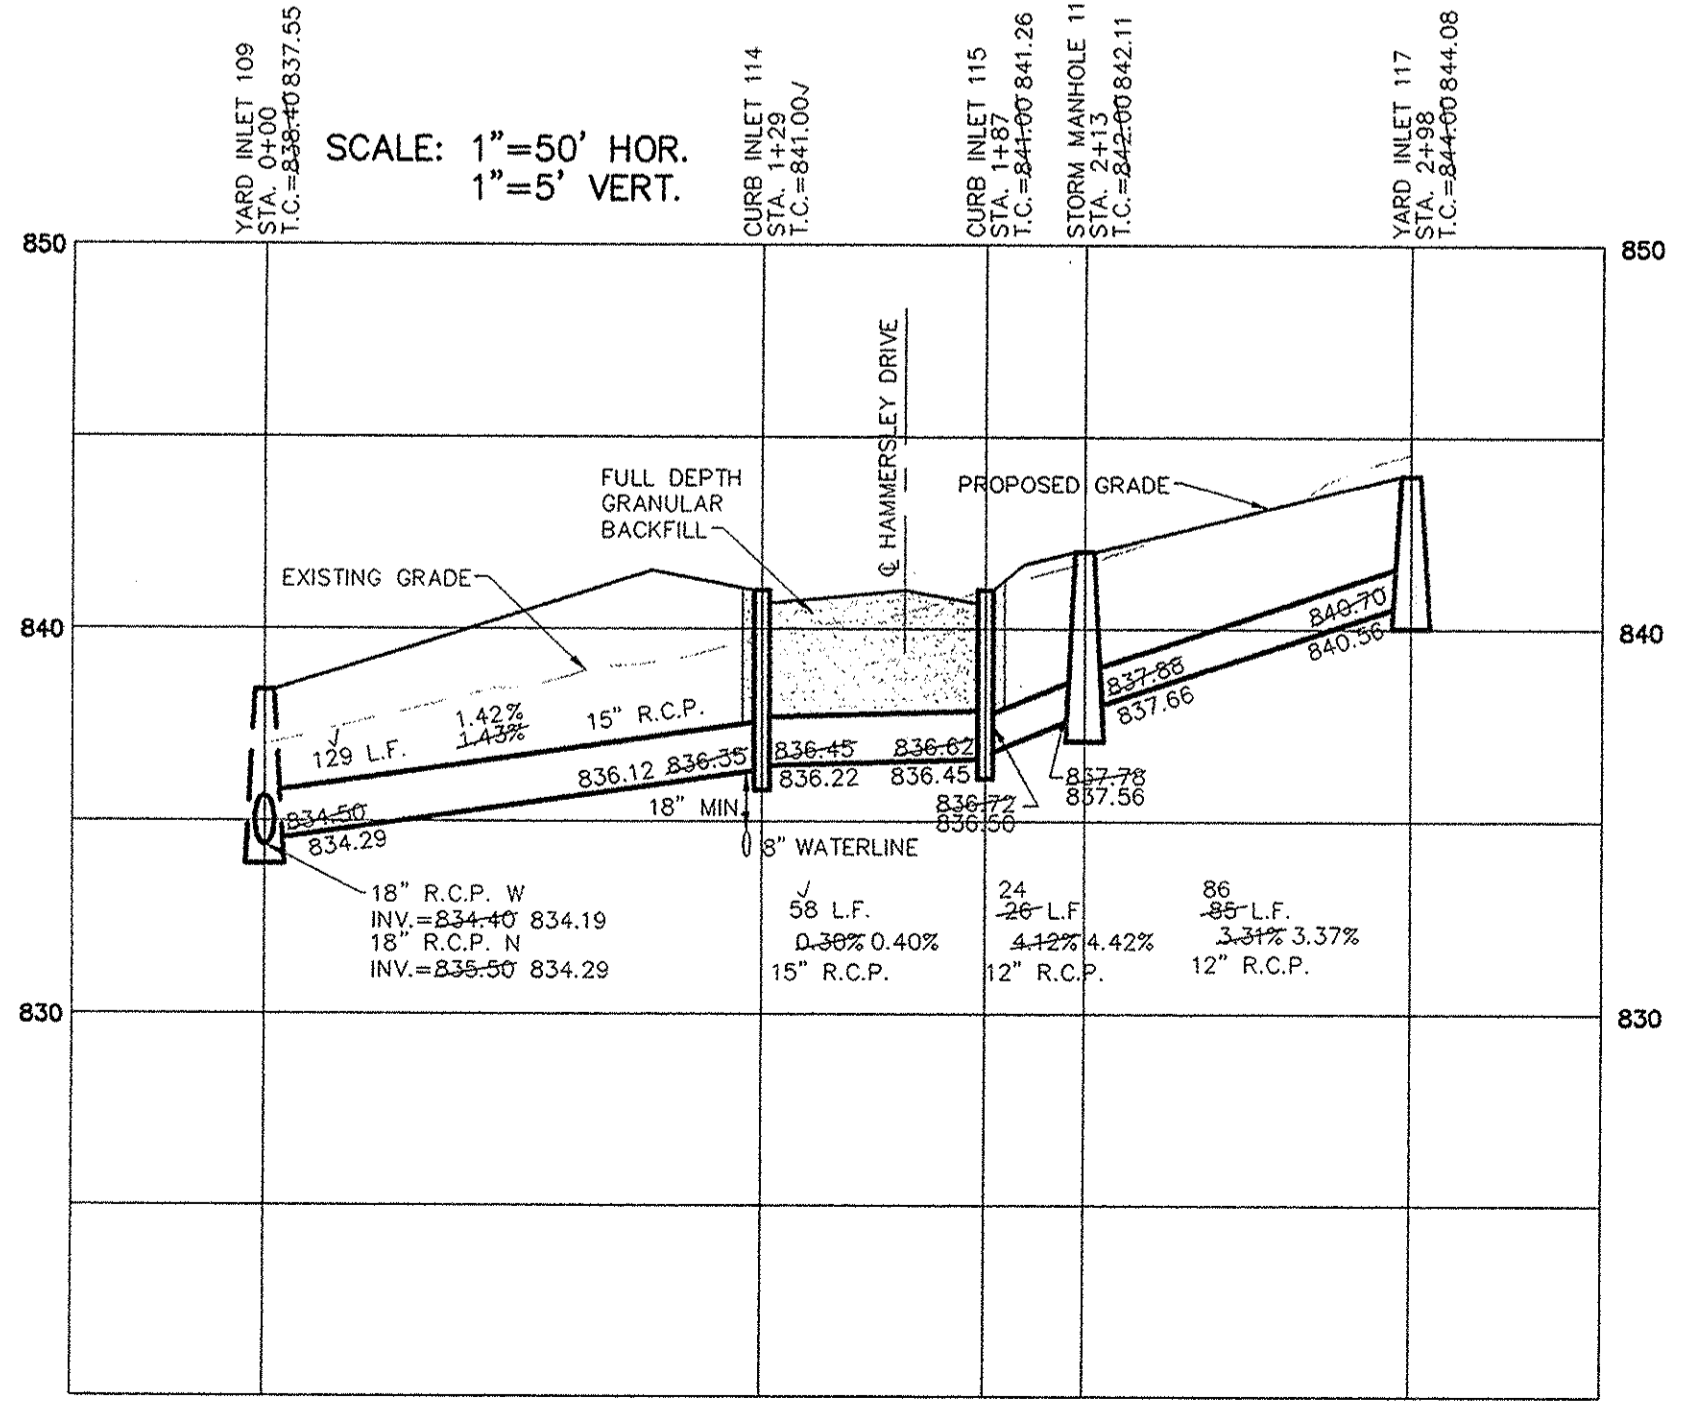 YARD INLET 109
STA. 0+00
T.C.=838.40 837.55
SCALE: 1"=50' HOR.
1"=5' VERT.
CURB INLET 114
STA. 1+29
T.C.=841.00✓
CURB INLET 115
STA. 1+87
T.C.=841.00 841.26
STORM MANHOLE 11
STA. 2+13
T.C.=842.00 842.11
YARD INLET 117
STA. 2+98
T.C.=844.00 844.08
850
850
℄ HAMMERSLEY DRIVE
FULL DEPTH
GRANULAR
BACKFILL
PROPOSED GRADE
EXISTING GRADE
840
840
840.70
840.56
837.88
837.66
✓
129 L.F.
1.42%
1.43%
15" R.C.P.
836.12 836.35
836.45
836.22
836.62
836.45
837.78
837.56
836.72
836.50
18" MIN.
8" WATERLINE
834.50
834.29
18" R.C.P. W
INV.=834.40 834.19
18" R.C.P. N
INV.=835.50 834.29
✓
58 L.F.
0.30% 0.40%
15" R.C.P.
24
26 L.F.
4.12% 4.42%
12" R.C.P.
86
85 L.F.
3.31% 3.37%
12" R.C.P.
830
830